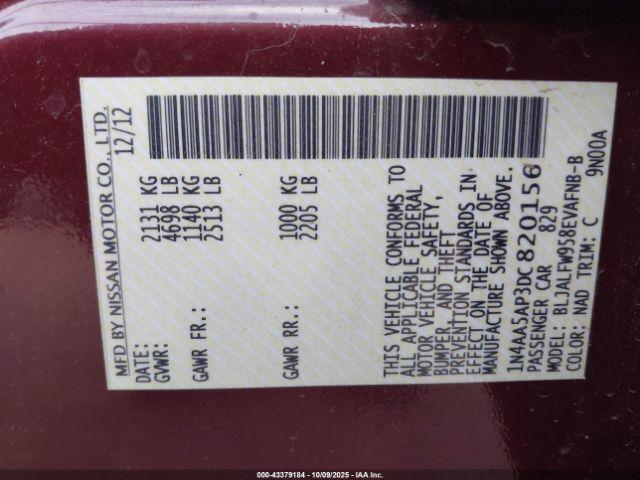 MFD BY NISSAN MOTOR CO., LTD.
DATE: 12/12
GVWR: 2131 KG
4698 LB
GAWR FR.: 1140 KG
2513 LB
GAWR RR.: 1000 KG
2205 LB
THIS VEHICLE CONFORMS TO
ALL APPLICABLE FEDERAL
MOTOR VEHICLE SAFETY,
BUMPER, AND THEFT
PREVENTION STANDARDS IN
EFFECT ON THE DATE OF
MANUFACTURE SHOWN ABOVE.
1N4AA5AP3DC820156
PASSENGER CAR 829
MODEL: BLJALFW958EVAFNB-B
COLOR: NAD TRIM: C 9N00A
000-43379184 | 10/09/2025 | IAA Inc.